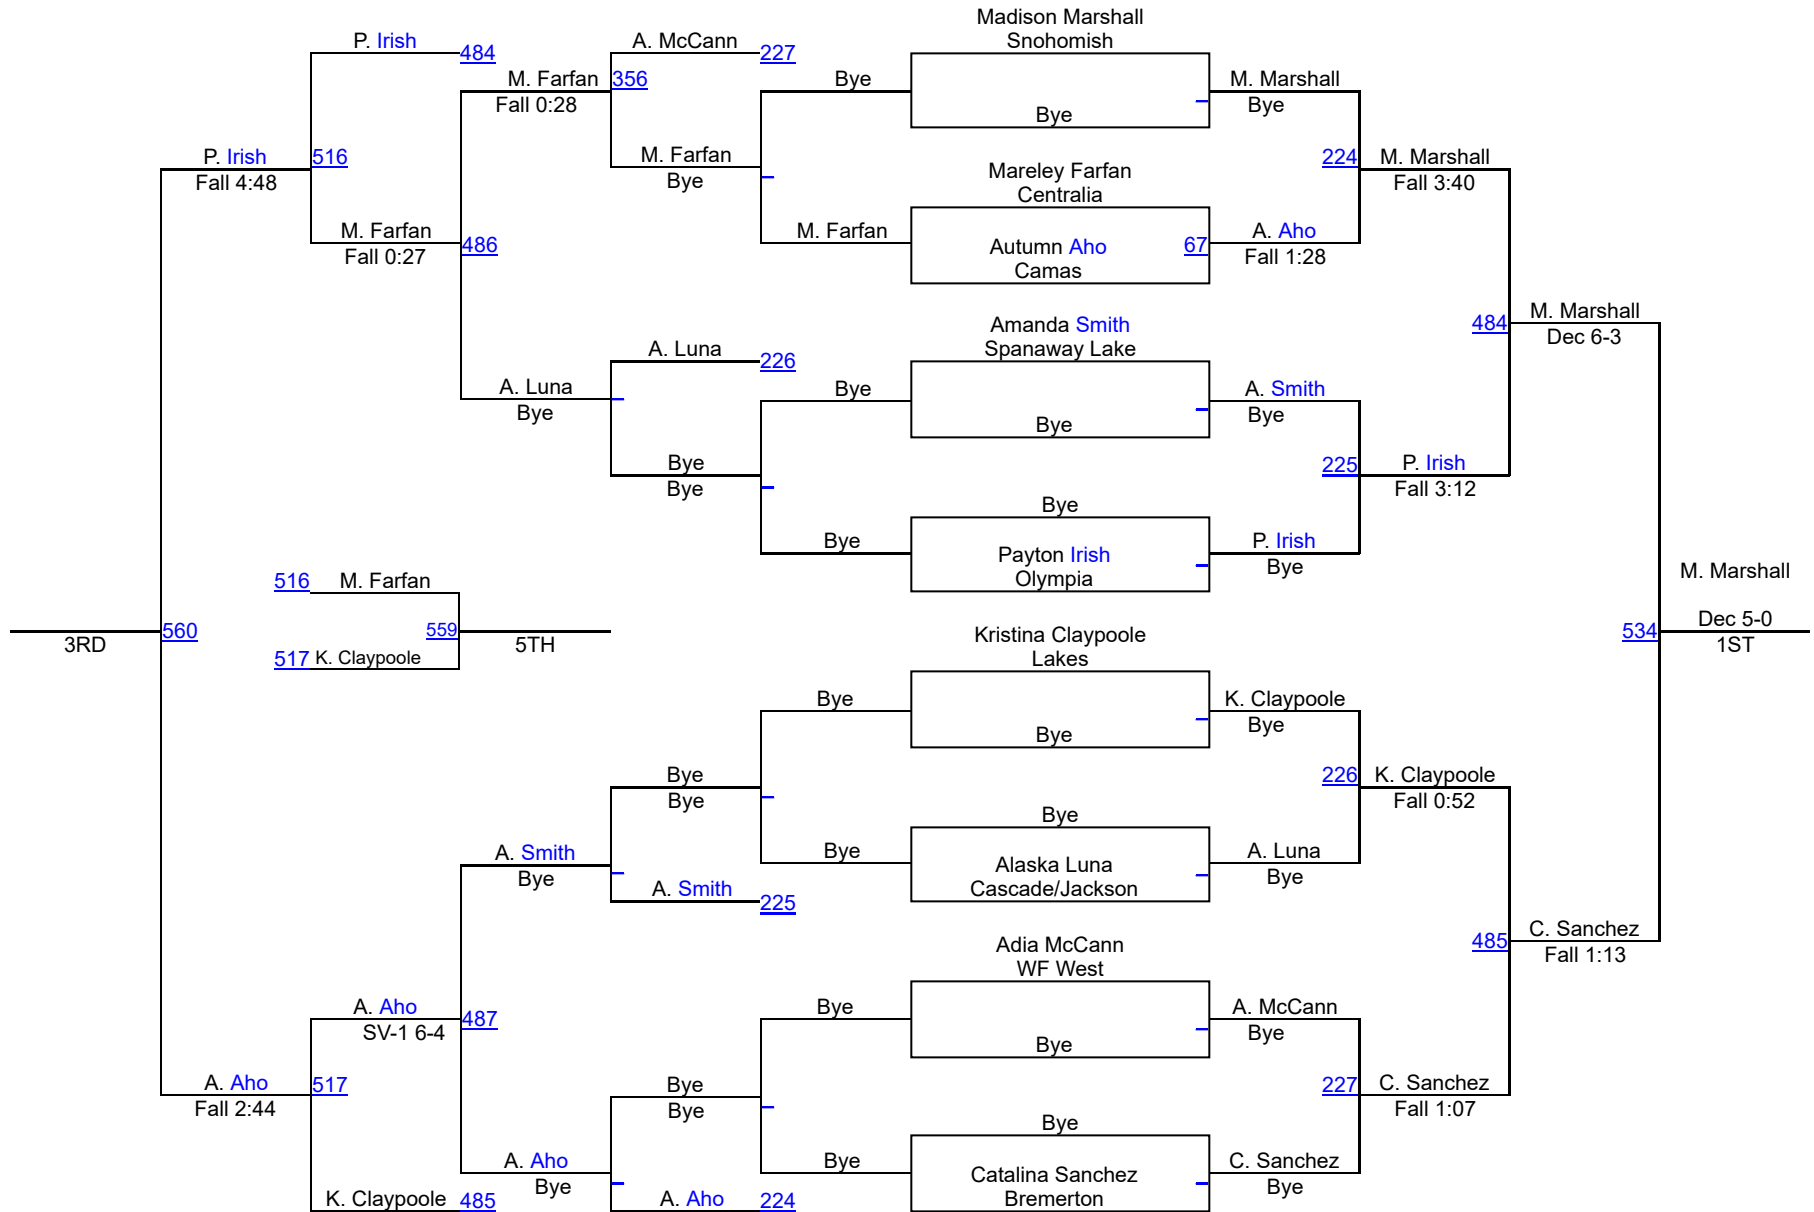 Madison Marshall
Snohomish
P. Irish
484
A. McCann
227
M. Farfan
356
Fall 0:28
Bye
Bye
M. Marshall
Bye
P. Irish
516
Fall 4:48
M. Farfan
Bye
Mareley Farfan
Centralia
224
M. Marshall
Fall 3:40
M. Farfan
486
Fall 0:27
M. Farfan
Autumn Aho
67
Camas
A. Aho
Fall 1:28
Amanda Smith
Spanaway Lake
M. Marshall
484
Dec 6-3
A. Luna
226
A. Luna
Bye
Bye
Bye
A. Smith
Bye
Bye
Bye
225
P. Irish
Fall 3:12
Bye
Bye
Payton Irish
Olympia
P. Irish
Bye
M. Marshall
516
M. Farfan
560
3RD
559
5TH
534
Dec 5-0
1ST
517
K. Claypoole
Kristina Claypoole
Lakes
Bye
Bye
K. Claypoole
Bye
Bye
Bye
226
K. Claypoole
Fall 0:52
Bye
Bye
Alaska Luna
Cascade/Jackson
A. Luna
Bye
A. Smith
Bye
A. Smith
225
485
C. Sanchez
Fall 1:13
Adia McCann
WF West
A. Aho
487
SV-1 6-4
Bye
Bye
A. McCann
Bye
A. Aho
517
Fall 2:44
Bye
Bye
227
C. Sanchez
Fall 1:07
Bye
A. Aho
Bye
Bye
Catalina Sanchez
Bremerton
C. Sanchez
Bye
K. Claypoole
485
A. Aho
224